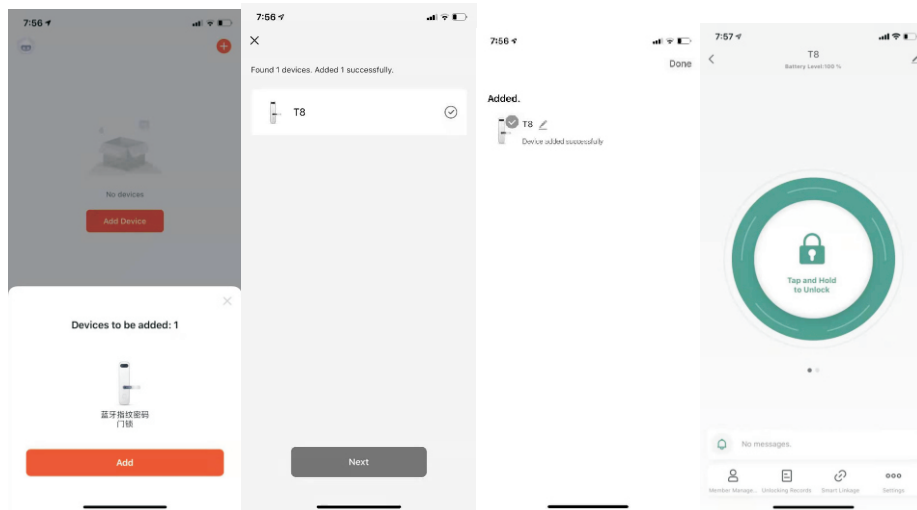 7:56
No devices
Add Device
Devices to be added: 1
蓝牙指纹密码
门锁
Add
7:56
Found 1 devices. Added 1 successfully.
T8
Next
7:56
Done
Added.
T8
Device added successfully
7:57
T8
Battery Level:100 %
Tap and Hold
to Unlock
No messages.
Member Manage...
Unlocking Records
Smart Linkage
Settings